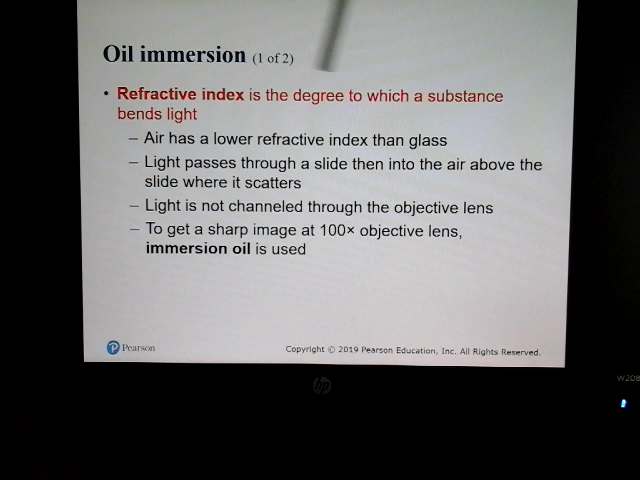 Oil immersion (1 of 2)
• Refractive index is the degree to which a substance
bends light
– Air has a lower refractive index than glass
– Light passes through a slide then into the air above the
slide where it scatters
– Light is not channeled through the objective lens
– To get a sharp image at 100× objective lens,
immersion oil is used
P Pearson
Copyright © 2019 Pearson Education, Inc. All Rights Reserved.
hp
W208